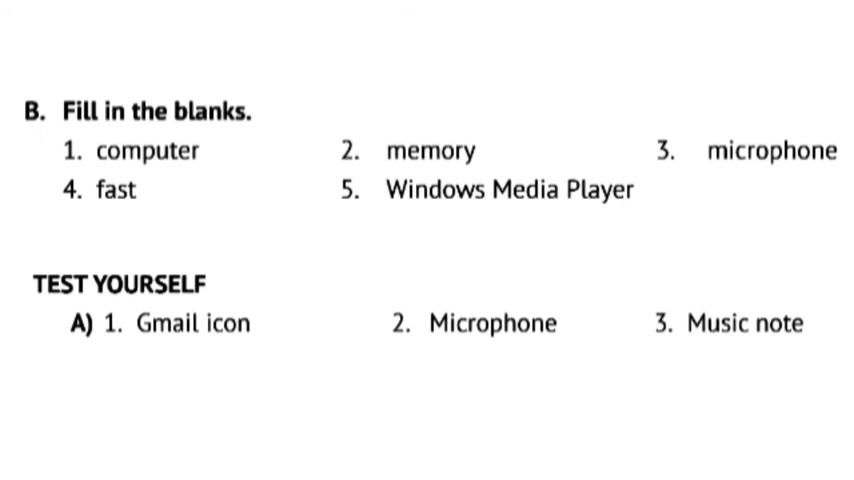 B. Fill in the blanks.
1. computer 2. memory 3. microphone
4. fast 5. Windows Media Player
TEST YOURSELF
A) 1. Gmail icon 2. Microphone 3. Music note